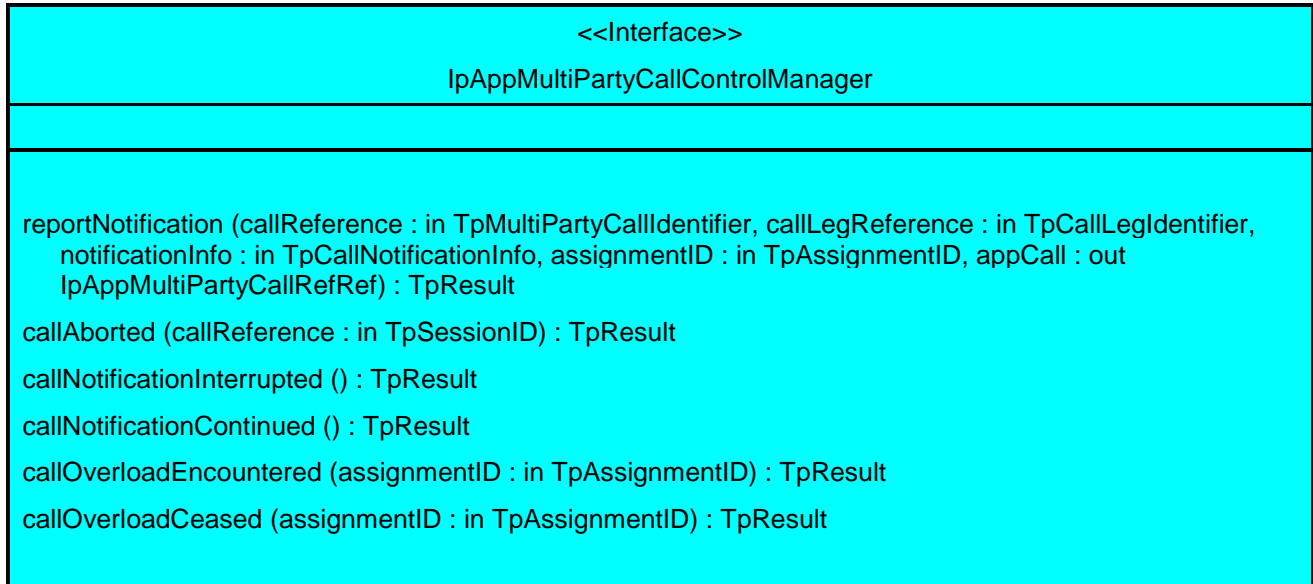 <<Interface>>
IpAppMultiPartyCallControlManager
reportNotification (callReference : in TpMultiPartyCallIdentifier, callLegReference : in TpCallLegIdentifier,
notificationInfo : in TpCallNotificationInfo, assignmentID : in TpAssignmentID, appCall : out
IpAppMultiPartyCallRefRef) : TpResult
callAborted (callReference : in TpSessionID) : TpResult
callNotificationInterrupted () : TpResult
callNotificationContinued () : TpResult
callOverloadEncountered (assignmentID : in TpAssignmentID) : TpResult
callOverloadCeased (assignmentID : in TpAssignmentID) : TpResult